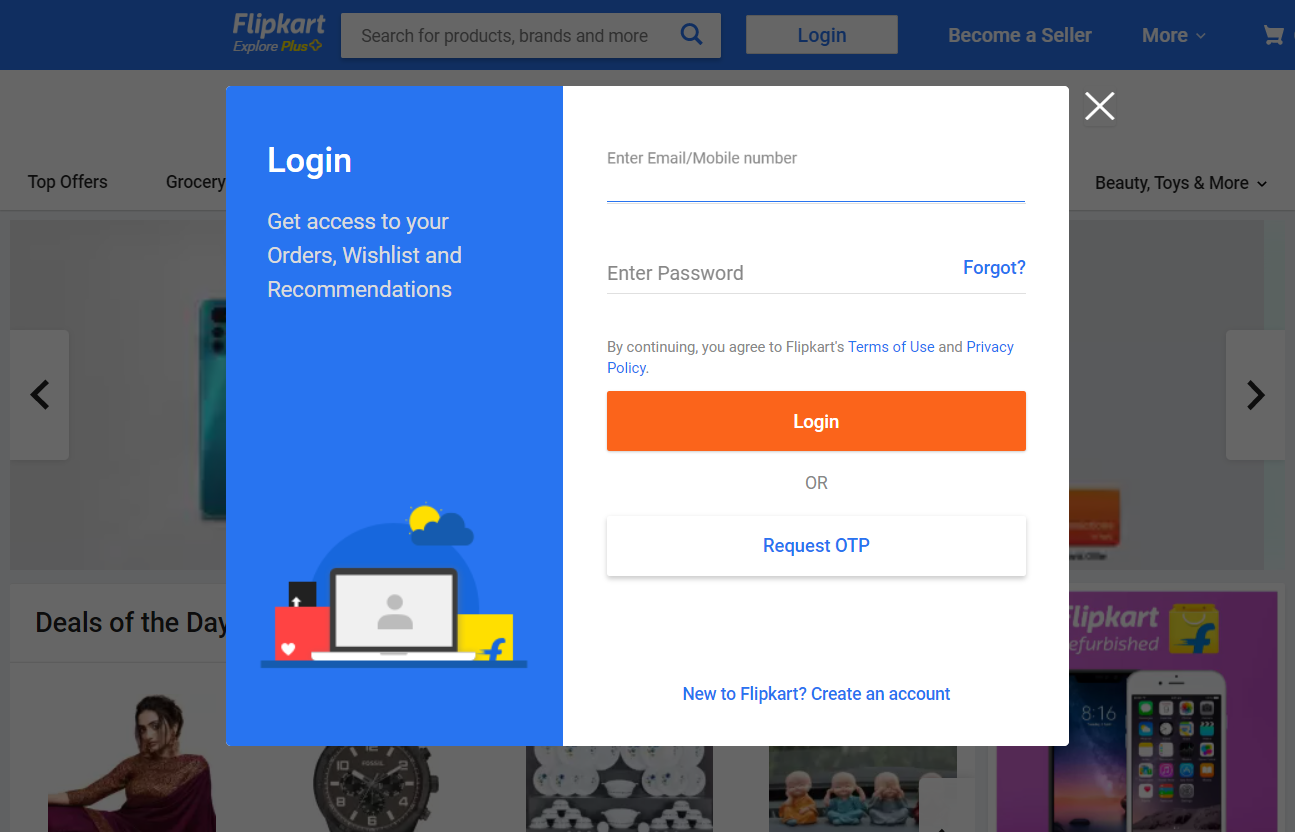 Flipkart
Explore Plus
Search for products, brands and more
Login
Become a Seller
More
Top Offers
Grocery
Beauty, Toys & More
Login
Get access to your
Orders, Wishlist and
Recommendations
Enter Email/Mobile number
Enter Password
Forgot?
By continuing, you agree to Flipkart's Terms of Use and Privacy
Policy.
Login
OR
Request OTP
New to Flipkart? Create an account
Deals of the Day
FOSSIL
lipkart
efurbished
8:16